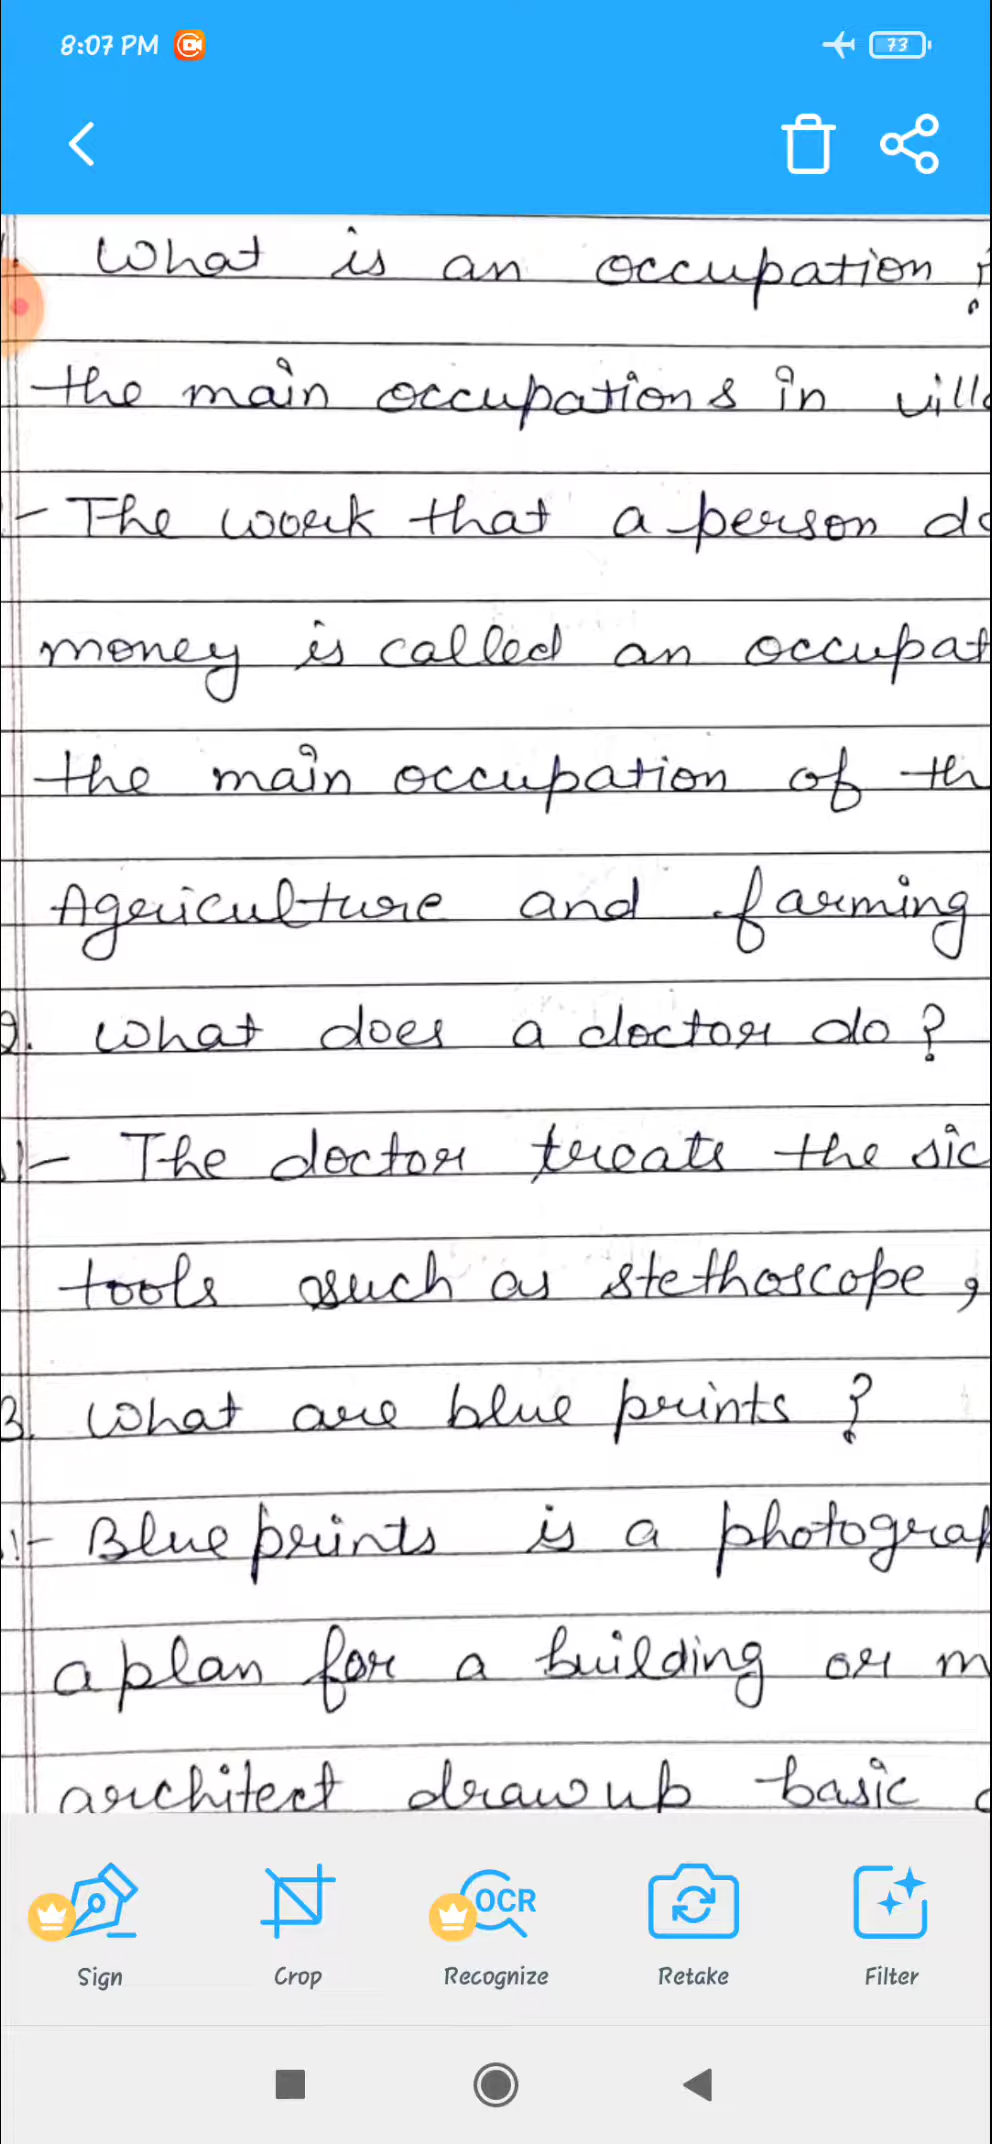 8:07 PM
73
What is an occupation ?
the main occupations in
- The work that a person
money is called an
the main occupation of
Agriculture and farming
2. What does a doctor do ?
- The doctor treats the
tools such as stethoscope,
3. What are blue prints ?
- Blue prints is a
a plan for a building or
architect draw up basic
Sign
Crop
OCR
Recognize
Retake
Filter